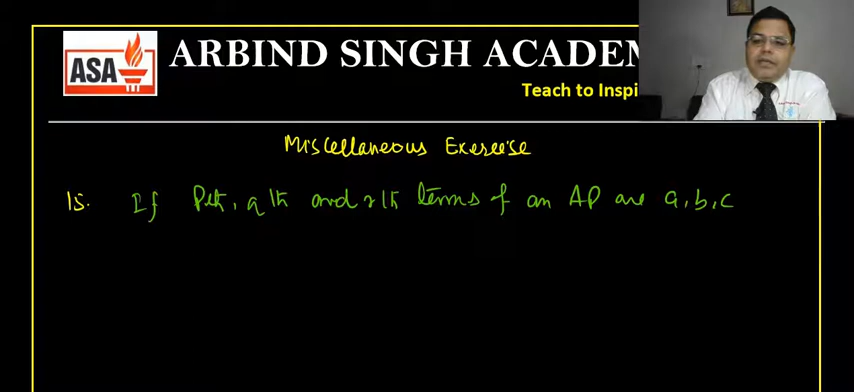 ASA
ARBIND SINGH ACADEM
Teach to Inspi
Miscellaneous Exercise
15. If Pth, qth and rth terms of an AP are a, b, c